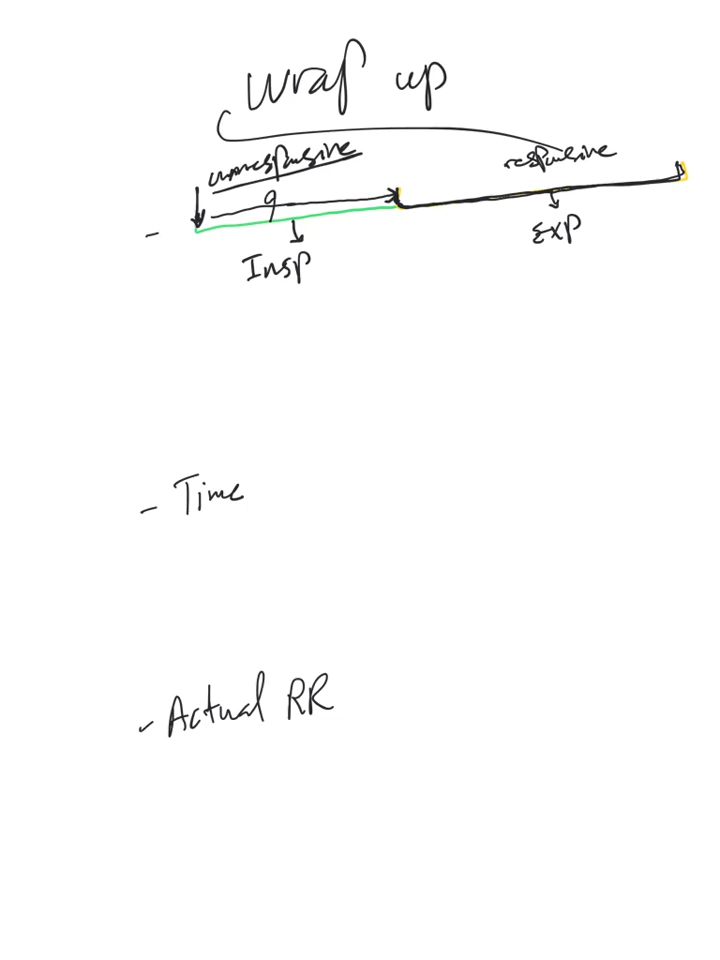 wrap up
unresponsive responsive
9
Insp Exp
- Time
- Actual RR